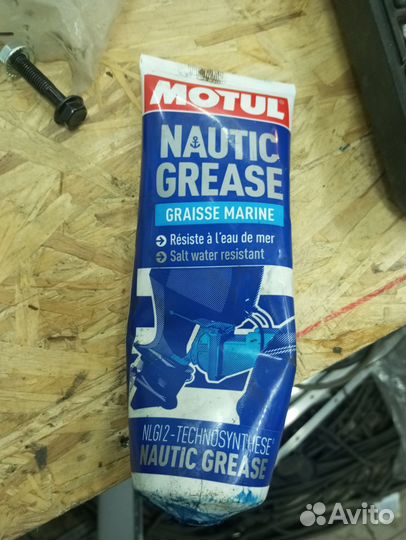 MOTUL
NAUTIC
GREASE
GRAISSE MARINE
Résiste à l'eau de mer
Salt water resistant
NLGI 2 - TECHNOSYNTHESE
NAUTIC GREASE
Avito